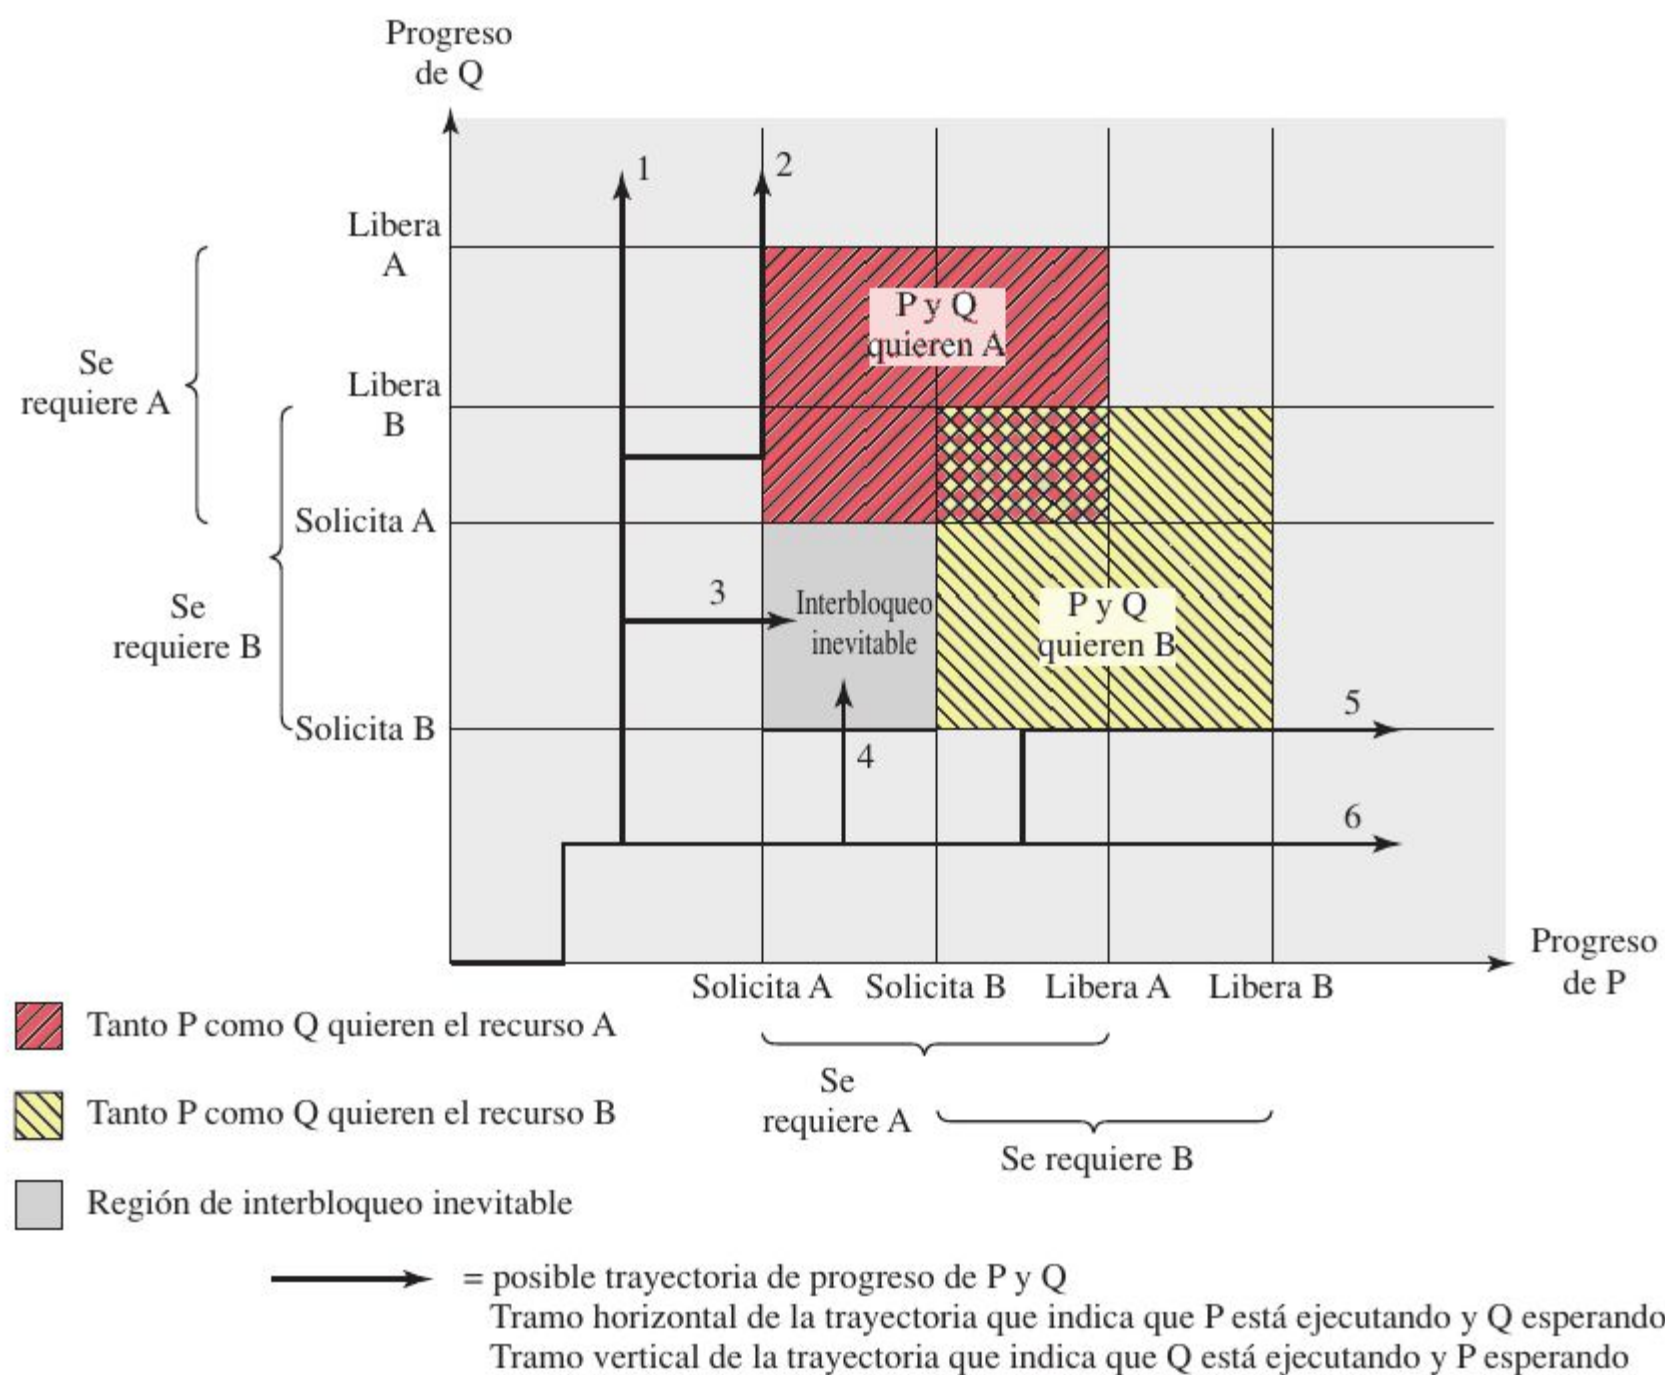 Progreso
de Q
1
2
Libera
A
P y Q
quieren A
Se
requiere A
Libera
B
Solicita A
3
Interbloqueo
inevitable
P y Q
quieren B
Se
requiere B
Solicita B
4
5
6
Progreso
de P
Solicita A
Solicita B
Libera A
Libera B
Tanto P como Q quieren el recurso A
Se
requiere A
Tanto P como Q quieren el recurso B
Se requiere B
Región de interbloqueo inevitable
= posible trayectoria de progreso de P y Q
Tramo horizontal de la trayectoria que indica que P está ejecutando y Q esperando
Tramo vertical de la trayectoria que indica que Q está ejecutando y P esperando